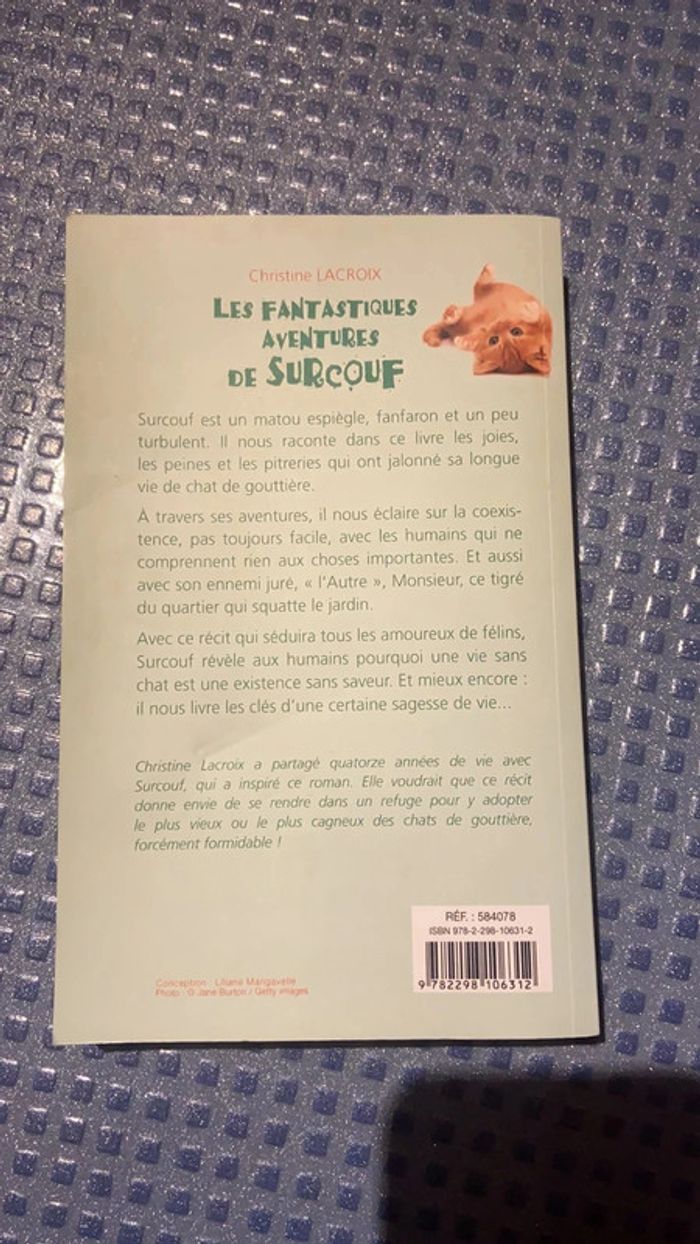 Christine LACROIX
LES FANTASTIQUES
AVENTURES
DE SURCOUF
Surcouf est un matou espiègle, fanfaron et un peu
turbulent. Il nous raconte dans ce livre les joies,
les peines et les pitreries qui ont jalonné sa longue
vie de chat de gouttière.
À travers ses aventures, il nous éclaire sur la coexis-
tence, pas toujours facile, avec les humains qui ne
comprennent rien aux choses importantes. Et aussi
avec son ennemi juré, « l'Autre », Monsieur, ce tigré
du quartier qui squatte le jardin.
Avec ce récit qui séduira tous les amoureux de félins,
Surcouf révèle aux humains pourquoi une vie sans
chat est une existence sans saveur. Et mieux encore :
il nous livre les clés d'une certaine sagesse de vie...
Christine Lacroix a partagé quatorze années de vie avec
Surcouf, qui a inspiré ce roman. Elle voudrait que ce récit
donne envie de se rendre dans un refuge pour y adopter
le plus vieux ou le plus cagneux des chats de gouttière,
forcément formidable !
RÉF. : 584078
ISBN 978-2-298-10631-2
9 782298 106312
Conception : Liliane Mangavelle
Photo : © Jane Burton / Getty images